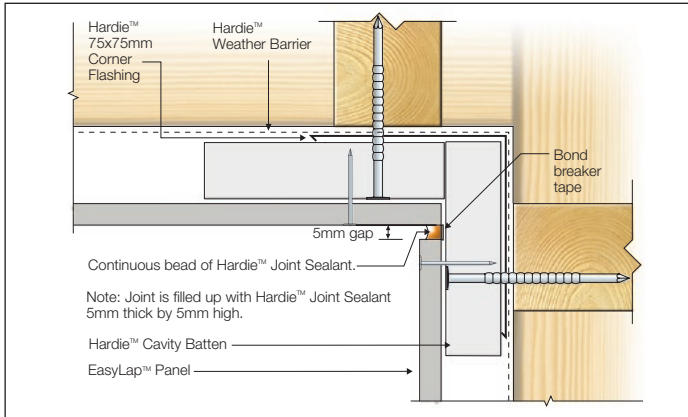 Hardie™
75x75mm
Corner
Flashing
Hardie™
Weather Barrier
Bond
breaker
tape
5mm gap
Continuous bead of Hardie™ Joint Sealant.
Note: Joint is filled up with Hardie™ Joint Sealant
5mm thick by 5mm high.
Hardie™ Cavity Batten
EasyLap™ Panel